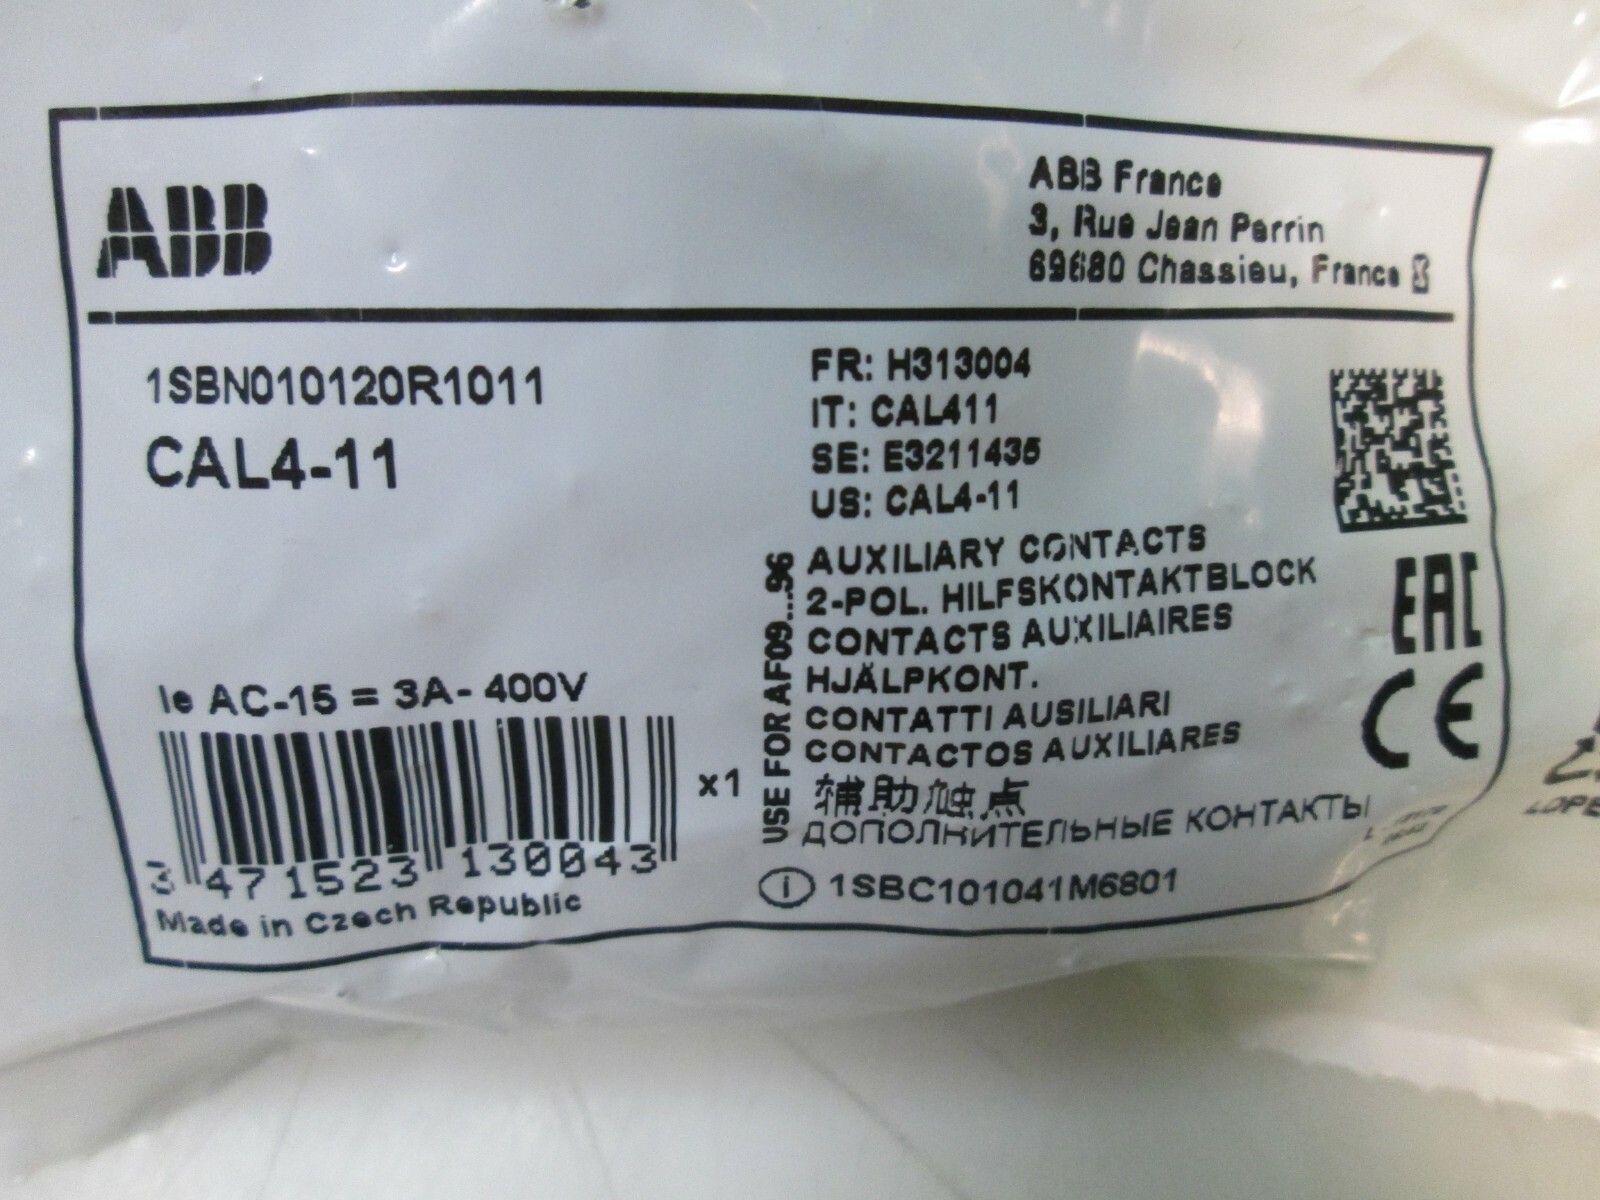 ABB
ABB France
3, Rue Jean Perrin
69680 Chassieu, France
1SBN010120R1011
CAL4-11
FR: H313004
IT: CAL411
SE: E3211435
US: CAL4-11
USE FOR AF09...96
AUXILIARY CONTACTS
2-POL. HILFSKONTAKTBLOCK
CONTACTS AUXILIAIRES
HJÄLPKONT.
CONTATTI AUSILIARI
CONTACTOS AUXILIARES
辅助触点
ДОПОЛНИТЕЛЬНЫЕ КОНТАКТЫ
i 1SBC101041M6801
EAC
CE
Ie AC-15 = 3A- 400V
x1
3 471523 130043
Made in Czech Republic
LDPE